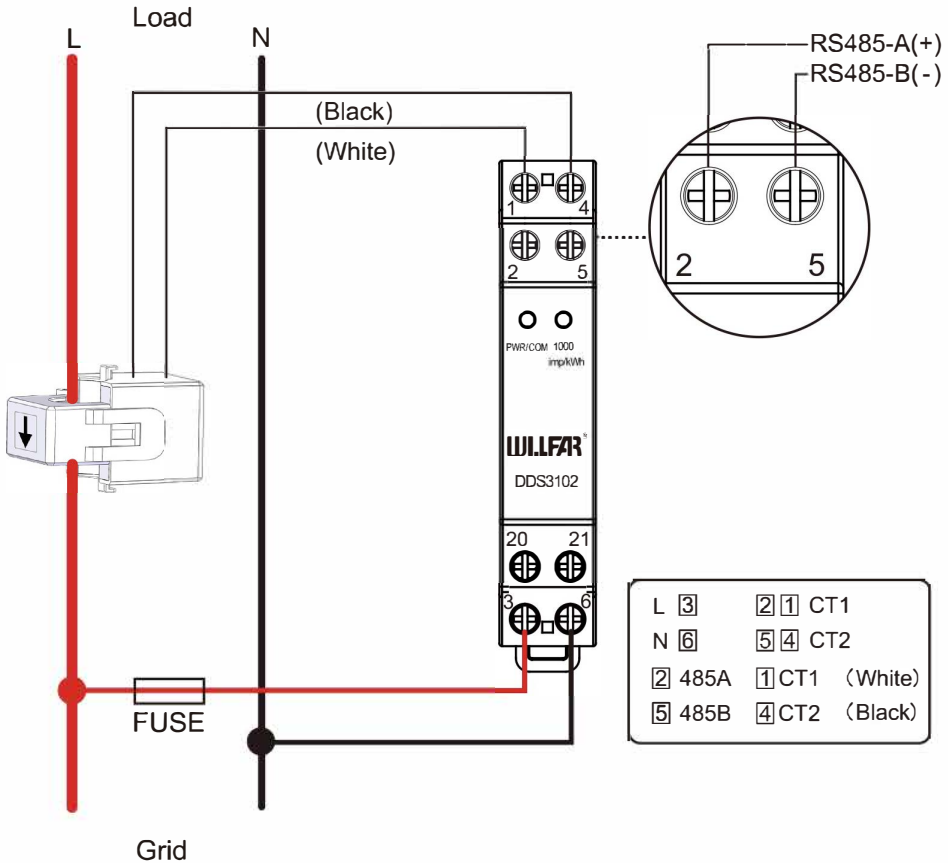 Load
L
N
RS485-A(+)
RS485-B(-)
(Black)
(White)
1
4
2
5
2
5
PWR/COM
1000
imp/kWh
WILLFAR®
DDS3102
20
21
3
6
FUSE
L 3 2 1 CT1
N 6 5 4 CT2
2 485A 1 CT1 (White)
5 485B 4 CT2 (Black)
Grid